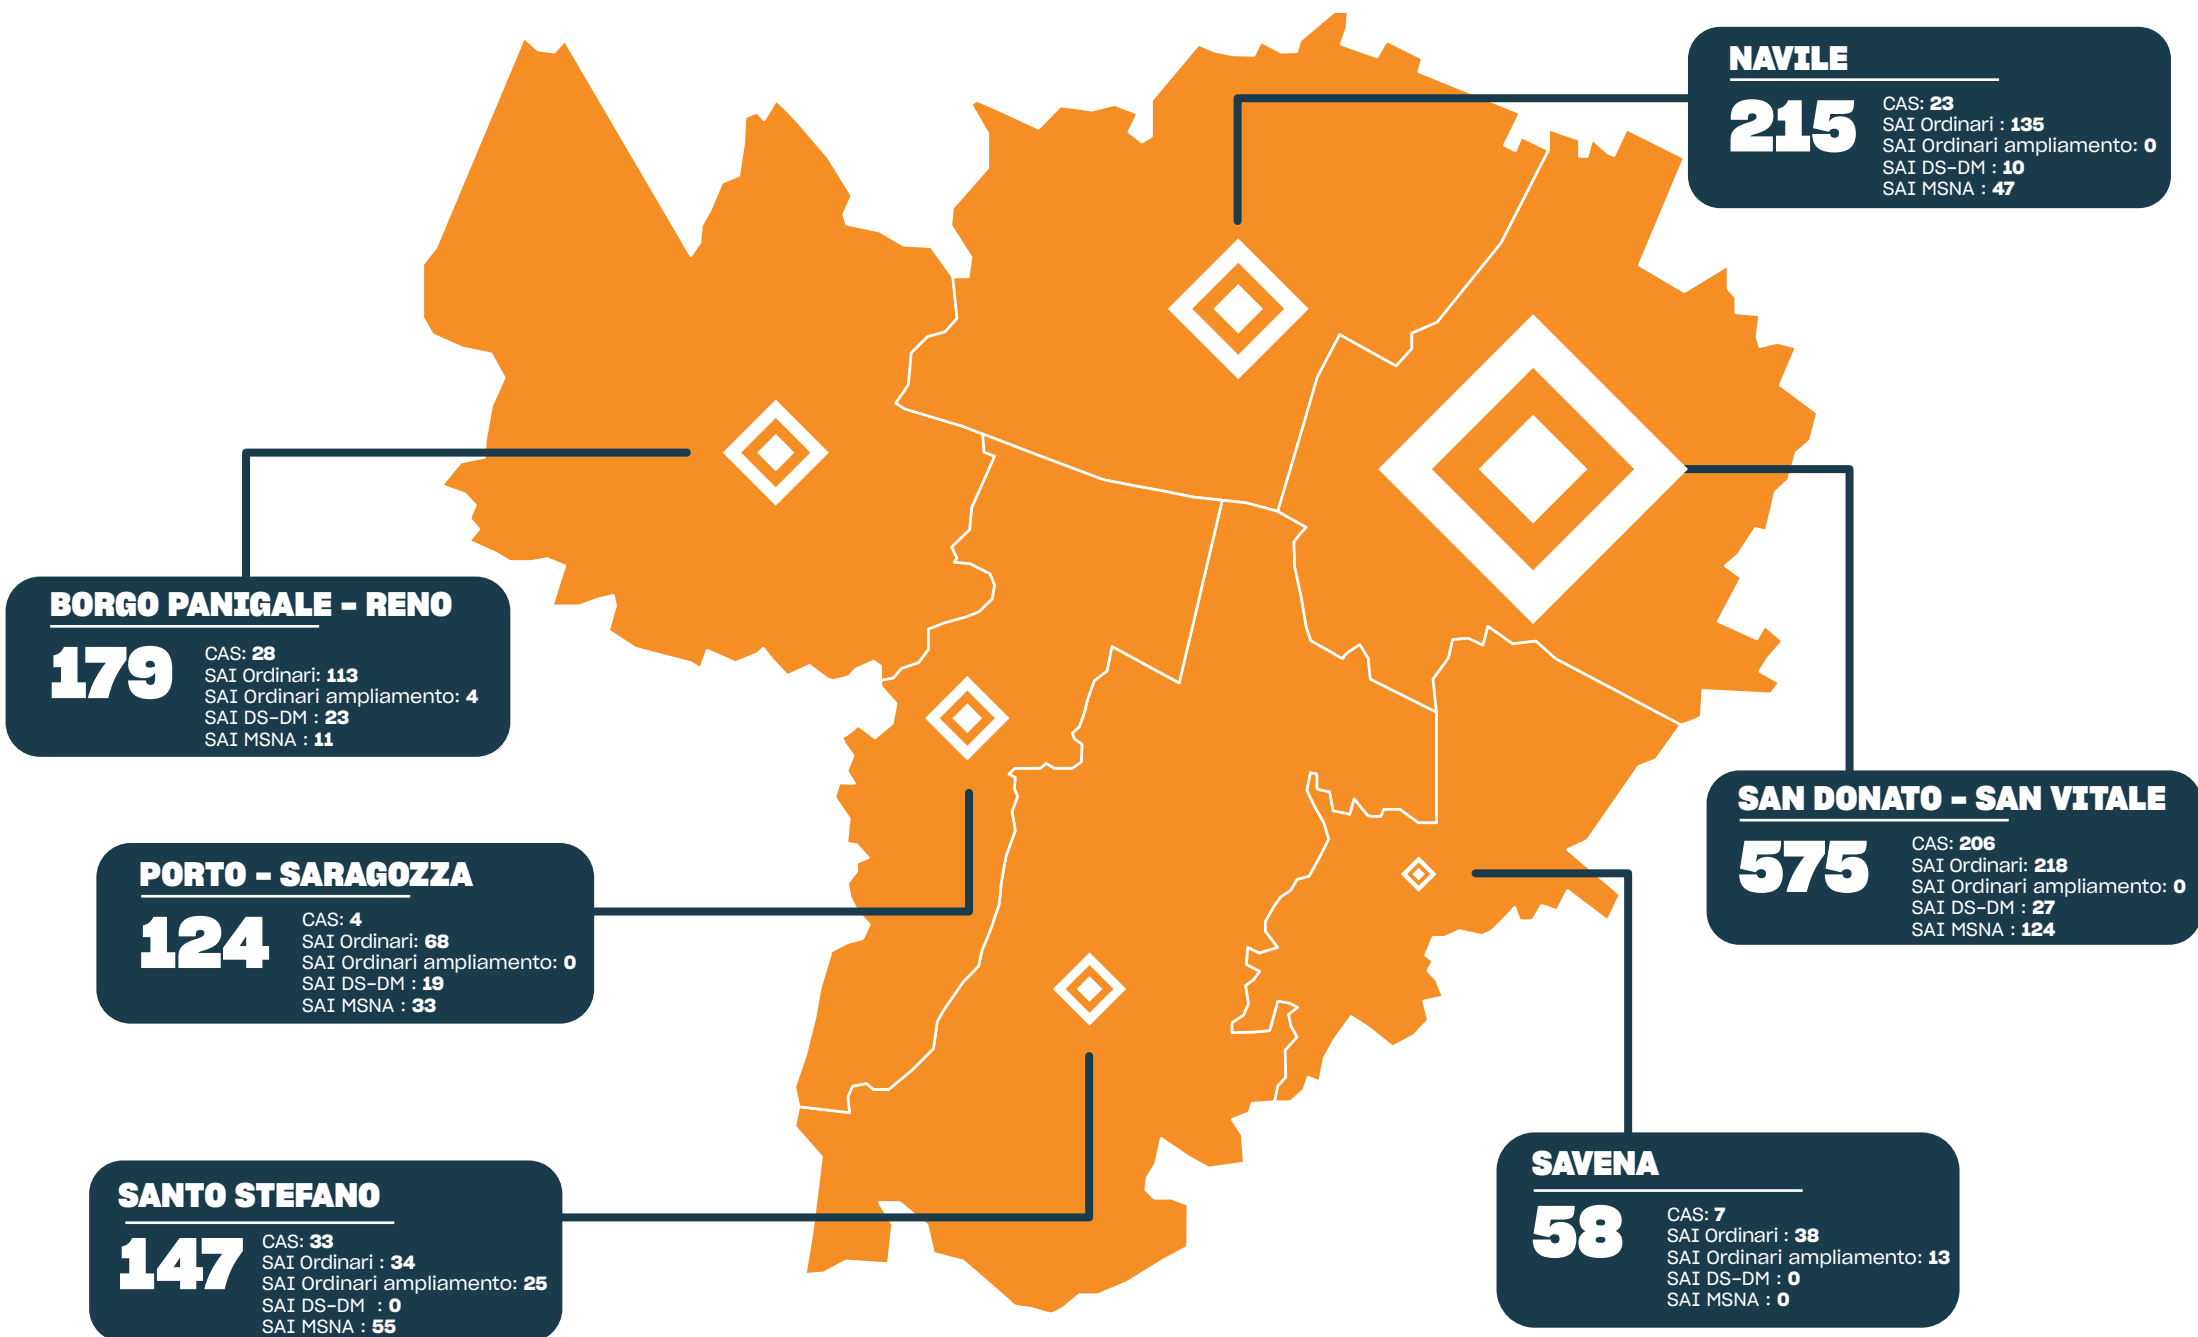 NAVILE
215
CAS: 23
SAI Ordinari : 135
SAI Ordinari ampliamento: 0
SAI DS-DM : 10
SAI MSNA : 47
BORGO PANIGALE - RENO
179
CAS: 28
SAI Ordinari: 113
SAI Ordinari ampliamento: 4
SAI DS-DM : 23
SAI MSNA : 11
SAN DONATO - SAN VITALE
575
CAS: 206
SAI Ordinari: 218
SAI Ordinari ampliamento: 0
SAI DS-DM : 27
SAI MSNA : 124
PORTO - SARAGOZZA
124
CAS: 4
SAI Ordinari: 68
SAI Ordinari ampliamento: 0
SAI DS-DM : 19
SAI MSNA : 33
SANTO STEFANO
147
CAS: 33
SAI Ordinari : 34
SAI Ordinari ampliamento: 25
SAI DS-DM : 0
SAI MSNA : 55
SAVENA
58
CAS: 7
SAI Ordinari : 38
SAI Ordinari ampliamento: 13
SAI DS-DM : 0
SAI MSNA : 0